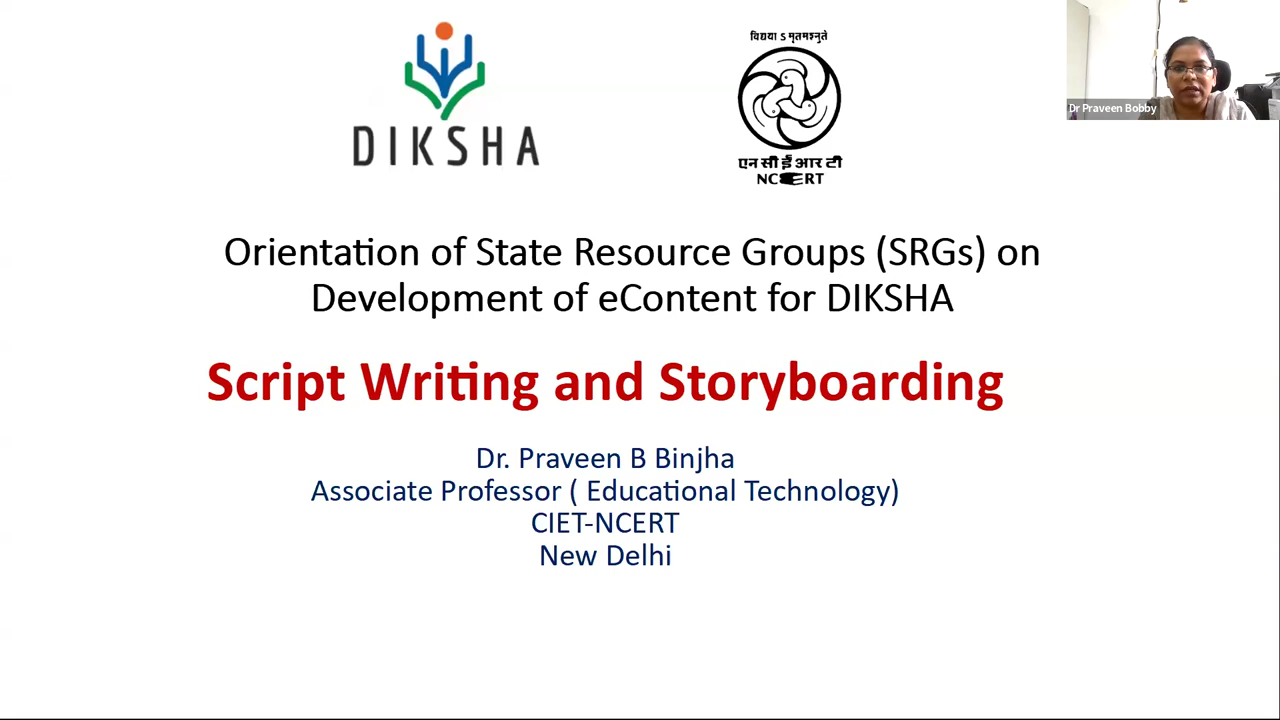 विद्यया ऽ मृतमश्नुते
DIKSHA
एन सी ई आर टी
NCERT
Dr Praveen Bobby
Orientation of State Resource Groups (SRGs) on
Development of eContent for DIKSHA
Script Writing and Storyboarding
Dr. Praveen B Binjha
Associate Professor ( Educational Technology)
CIET-NCERT
New Delhi